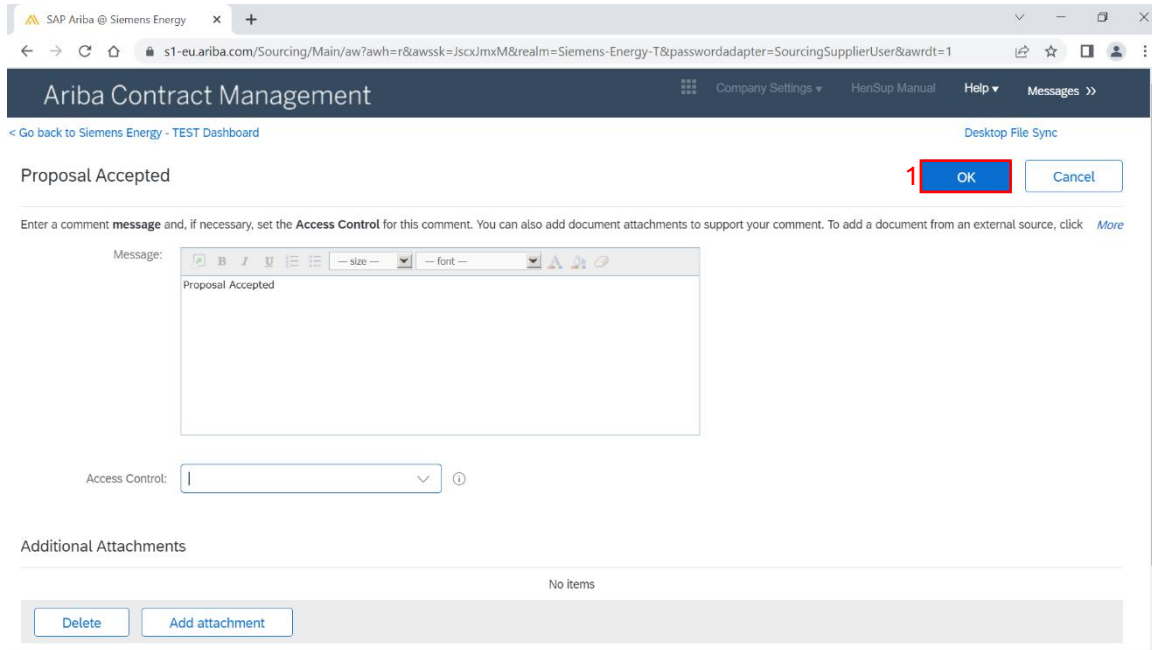 SAP Ariba @ Siemens Energy
s1-eu.ariba.com/Sourcing/Main/aw?awh=r&awssk=JscxJmxM&realm=Siemens-Energy-T&passwordadapter=SourcingSupplierUser&awrdt=1
Ariba Contract Management Company Settings HenSup Manual Help Messages >>
< Go back to Siemens Energy - TEST Dashboard Desktop File Sync
Proposal Accepted 1 OK Cancel
Enter a comment message and, if necessary, set the Access Control for this comment. You can also add document attachments to support your comment. To add a document from an external source, click More
Message: B I U — size — — font — A
Proposal Accepted
Access Control:
Additional Attachments
No items
Delete Add attachment